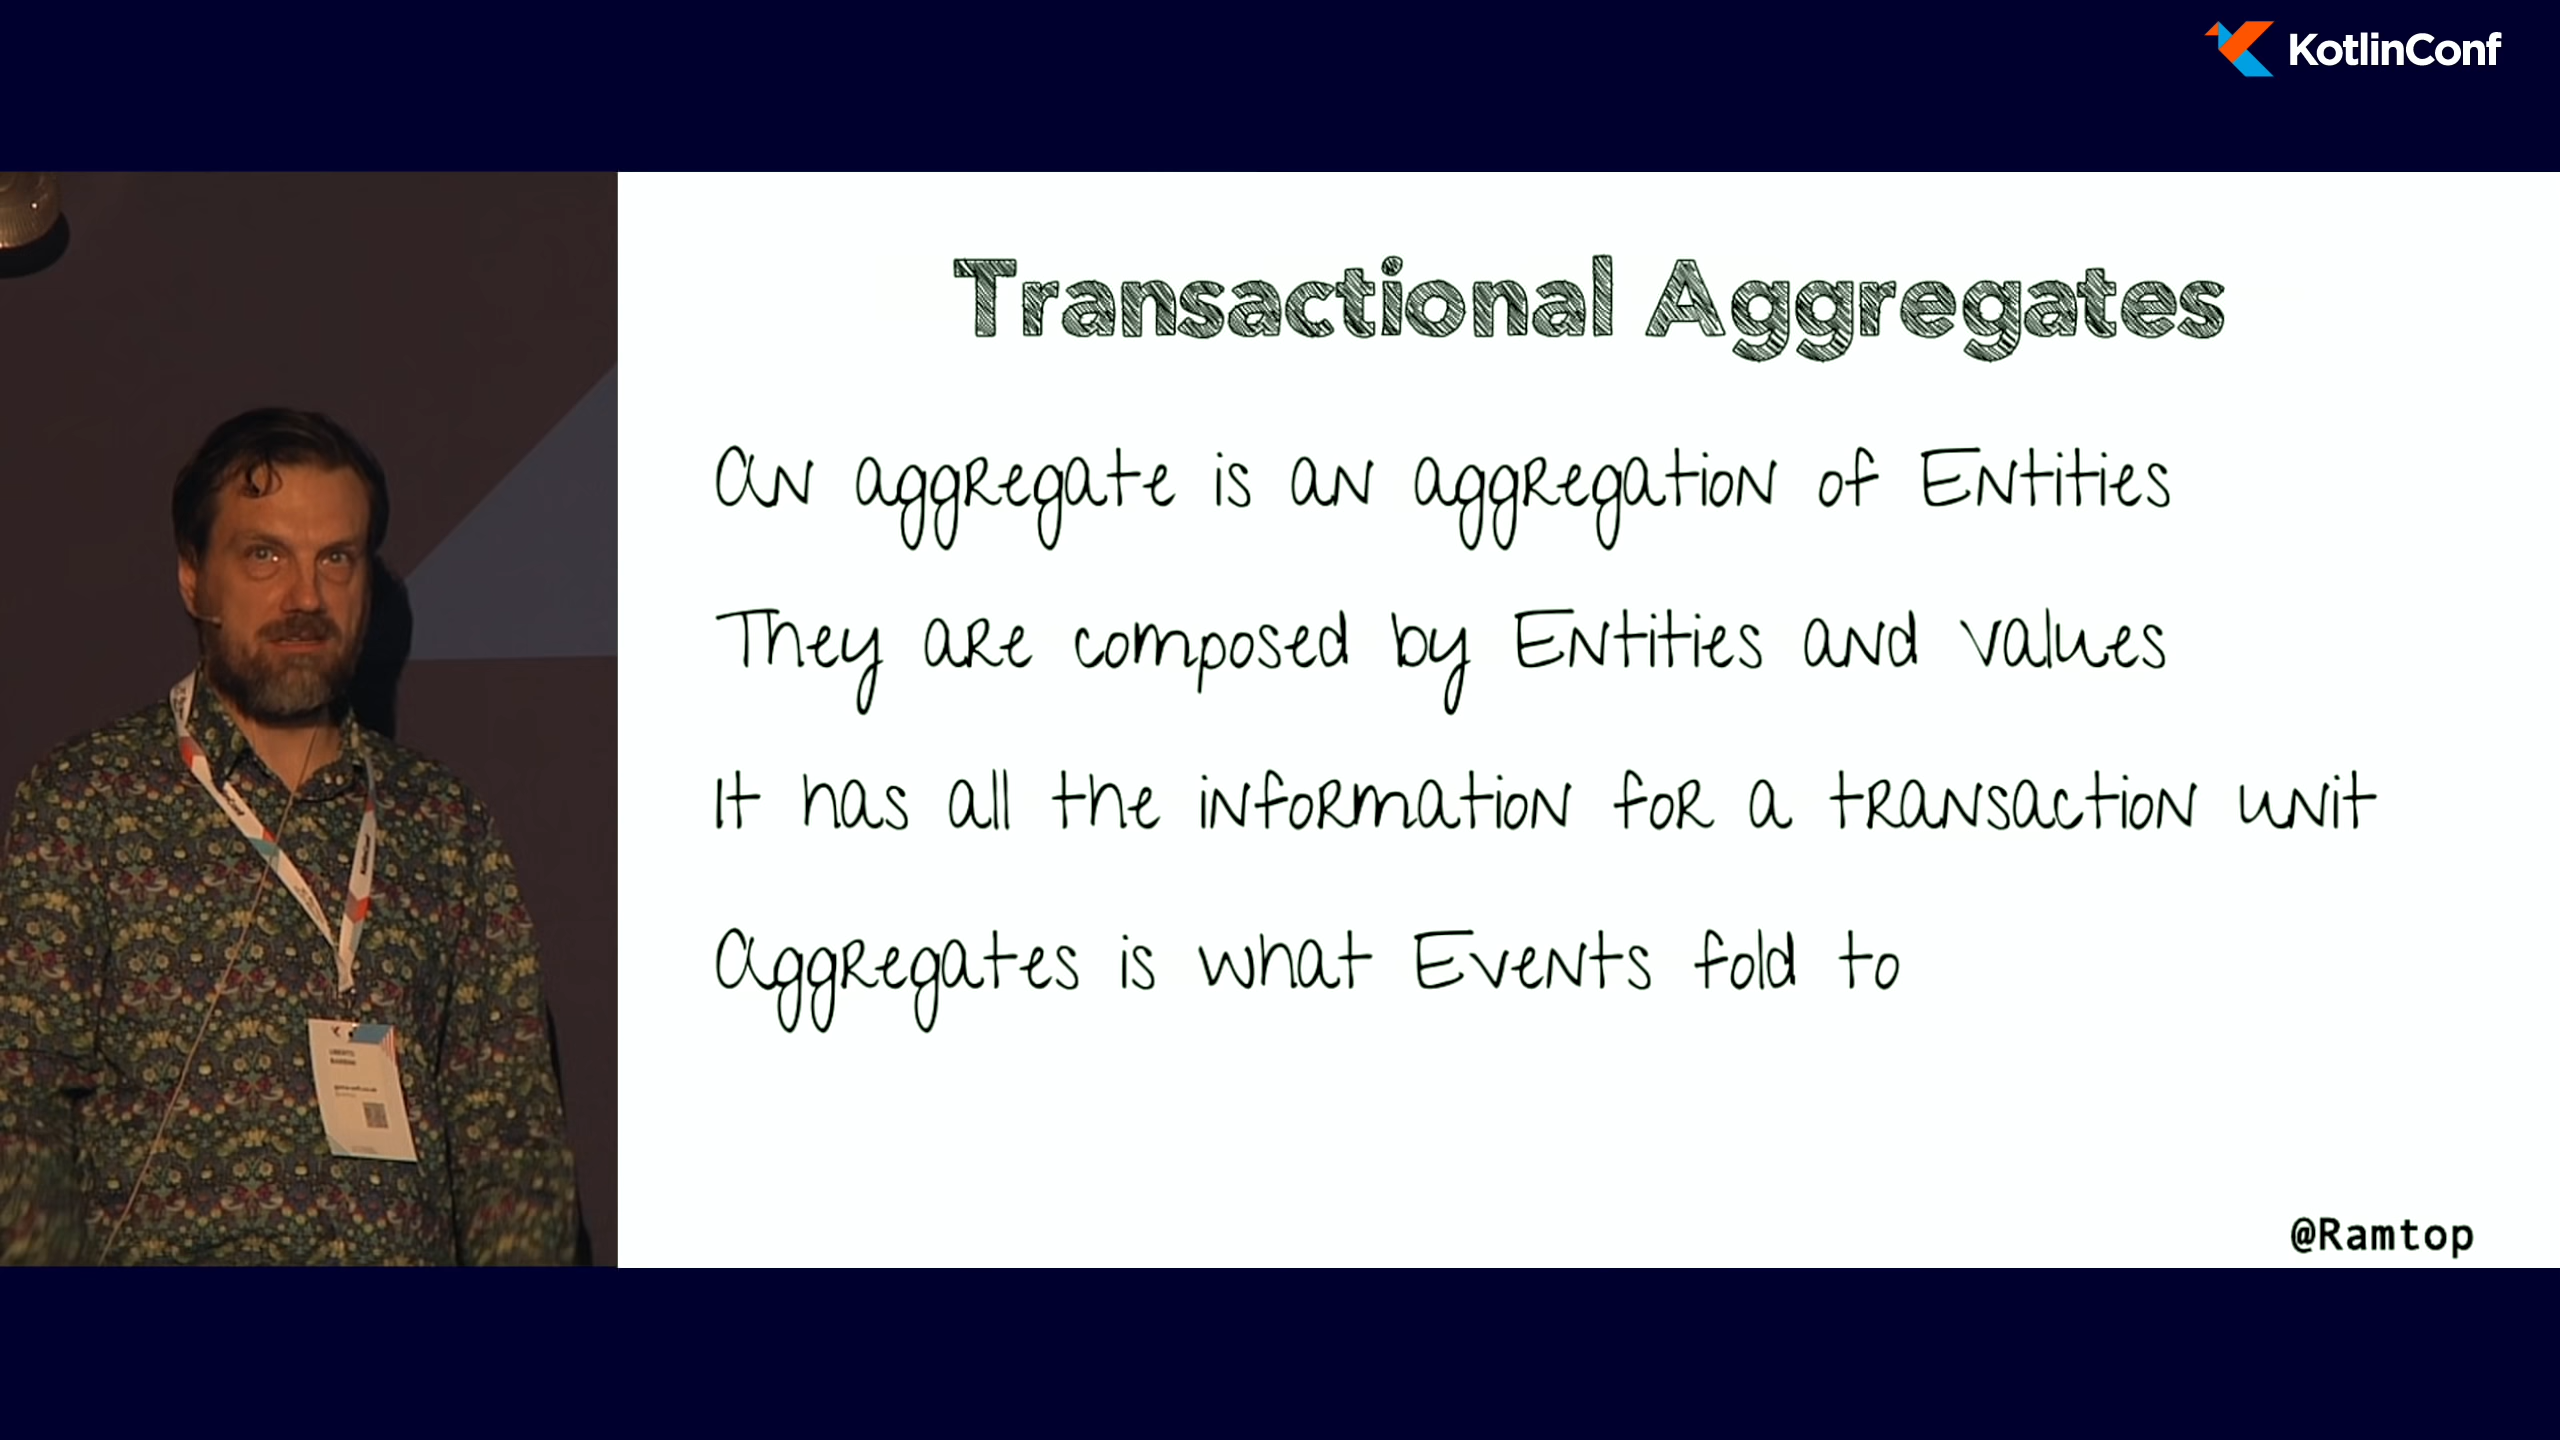 KotlinConf
Transactional Aggregates
An aggregate is an aggregation of Entities
They are composed by Entities and values
It has all the information for a transaction unit
Aggregates is what Events fold to
@Ramtop